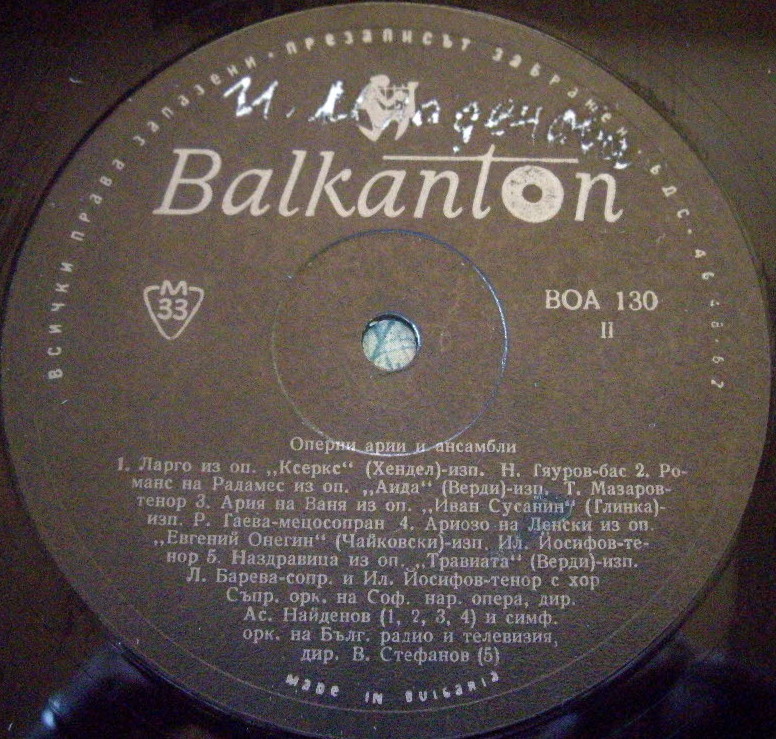 ВСИЧКИ ПРАВА ЗАПАЗЕНИ · ПРЕЗАПИСЪТ ЗАБРАНЕН · БДС
И.
Balkanton
М
33
ВОА 130
II
Оперни арии и ансамбли
1. Ларго из оп. „Ксеркс“ (Хендел)-изп. Н. Гяуров-бас 2. Ро-
манс на Радамес из оп. „Аида“ (Верди)-изп. Т. Мазаров-
тенор 3. Ария на Ваня из оп. „Иван Сусанин“ (Глинка)-
изп. Р. Гаева-мецосопран 4. Ариозо на Ленски из оп.
„Евгений Онегин“ (Чайковски)-изп. Ил. Йосифов-те-
нор 5. Наздравица из оп. „Травиата“ (Верди)-изп.
Л. Барева-сопр. и Ил. Йосифов-тенор с хор
Съпр. орк. на Соф. нар. опера, дир.
Ас. Найденов (1, 2, 3, 4) и симф.
орк. на Бълг. радио и телевизия,
дир. В. Стефанов (5)
MADE IN BULGARIA